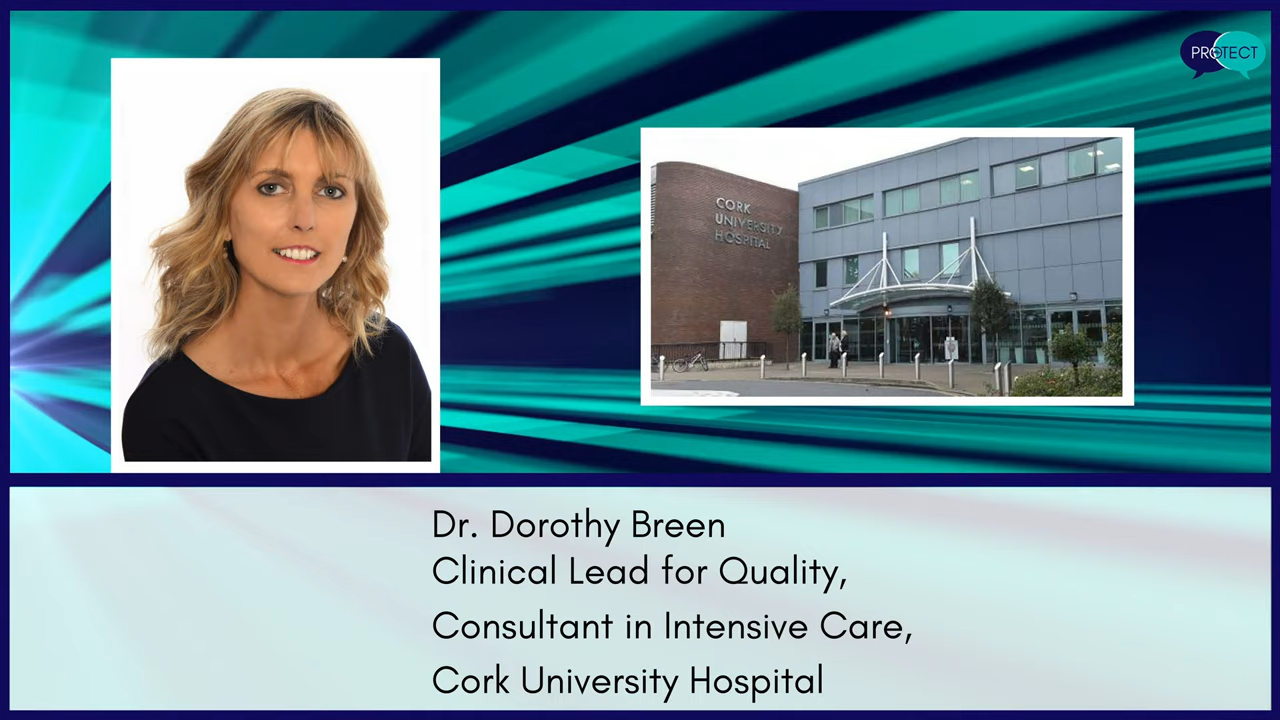 PROTECT
CORK
UNIVERSITY
HOSPITAL
Dr. Dorothy Breen
Clinical Lead for Quality,
Consultant in Intensive Care,
Cork University Hospital